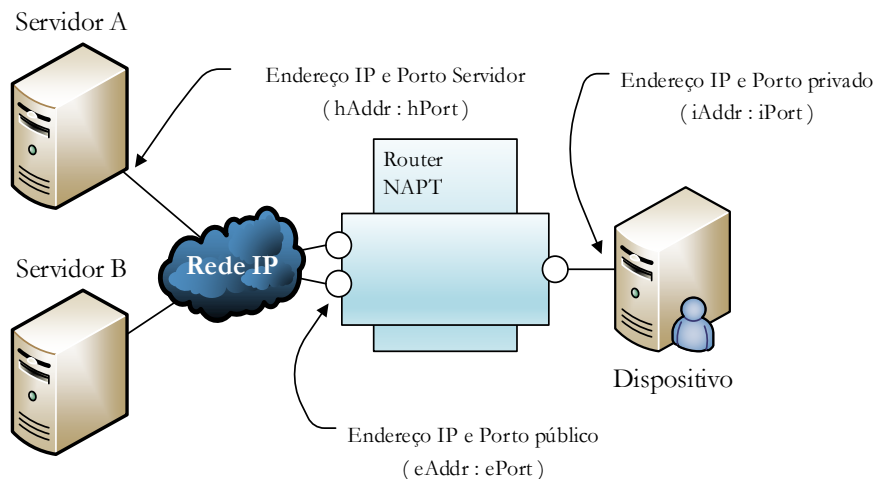 Servidor A
Endereço IP e Porto Servidor
( hAddr : hPort )
Endereço IP e Porto privado
( iAddr : iPort )
Router
NAPT
Servidor B
Rede IP
Dispositivo
Endereço IP e Porto público
( eAddr : ePort )